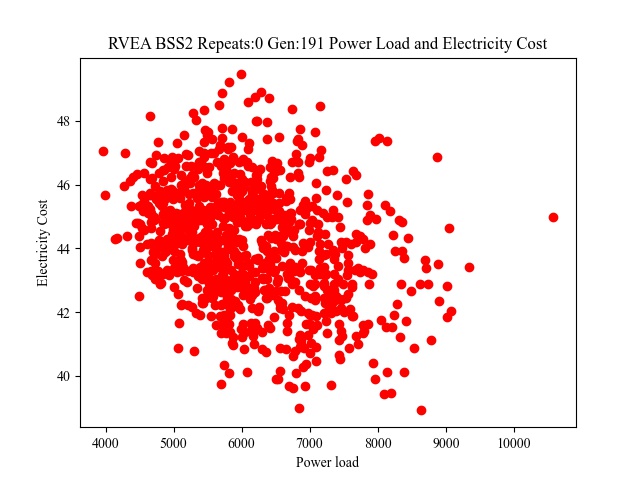 RVEA BSS2 Repeats:0 Gen:191 Power Load and Electricity Cost
48
46
44
42
40
Electricity Cost
4000 5000 6000 7000 8000 9000 10000
Power load